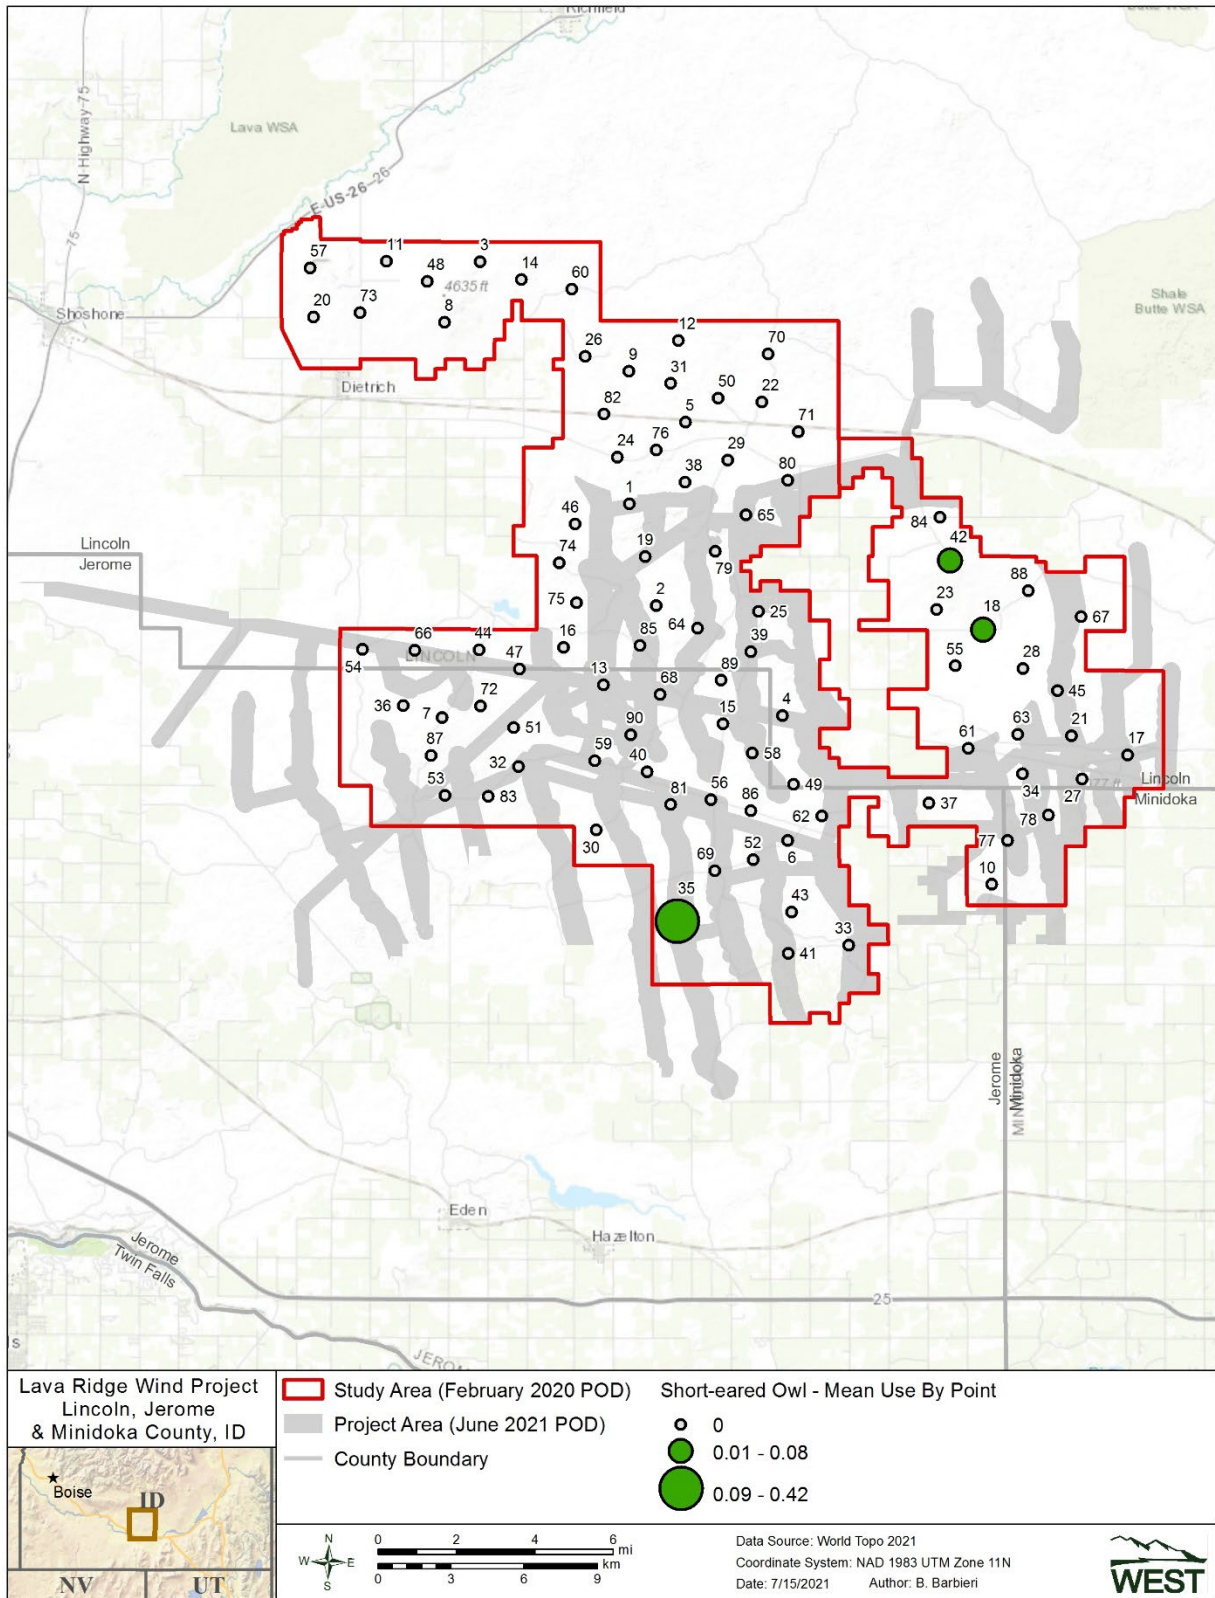 Richfield
Butte WSA
N Highway-75
Lava WSA
E-US-26
26
75
Shoshone
Shale
Butte WSA
57
11
48
3
14
60
4635 ft
20
73
8
Dietrich
12
70
26
9
31
50
22
82
5
71
24
76
29
38
80
1
65
46
84
19
42
Lincoln
Jerome
74
79
88
75
2
23
18
67
25
64
66
44
16
85
39
LINCOLN
54
47
55
28
13
89
68
45
36
72
4
7
15
51
90
63
21
61
17
87
59
58
32
40
Lincoln
Minidoka
53
49
34
77 ft
83
81
56
86
37
27
62
78
30
6
77
52
69
10
35
43
33
41
Jerome
Minidoka
Eden
Hazelton
Jerome
Twin Falls
25
ls
Lava Ridge Wind Project
Lincoln, Jerome
& Minidoka County, ID
Boise
ID
NV
UT
Study Area (February 2020 POD)
Project Area (June 2021 POD)
County Boundary
Short-eared Owl - Mean Use By Point
0
0.01 - 0.08
0.09 - 0.42
N
W E
S
0 2 4 6
mi
km
0 3 6 9
Data Source: World Topo 2021
Coordinate System: NAD 1983 UTM Zone 11N
Date: 7/15/2021 Author: B. Barbieri
WEST